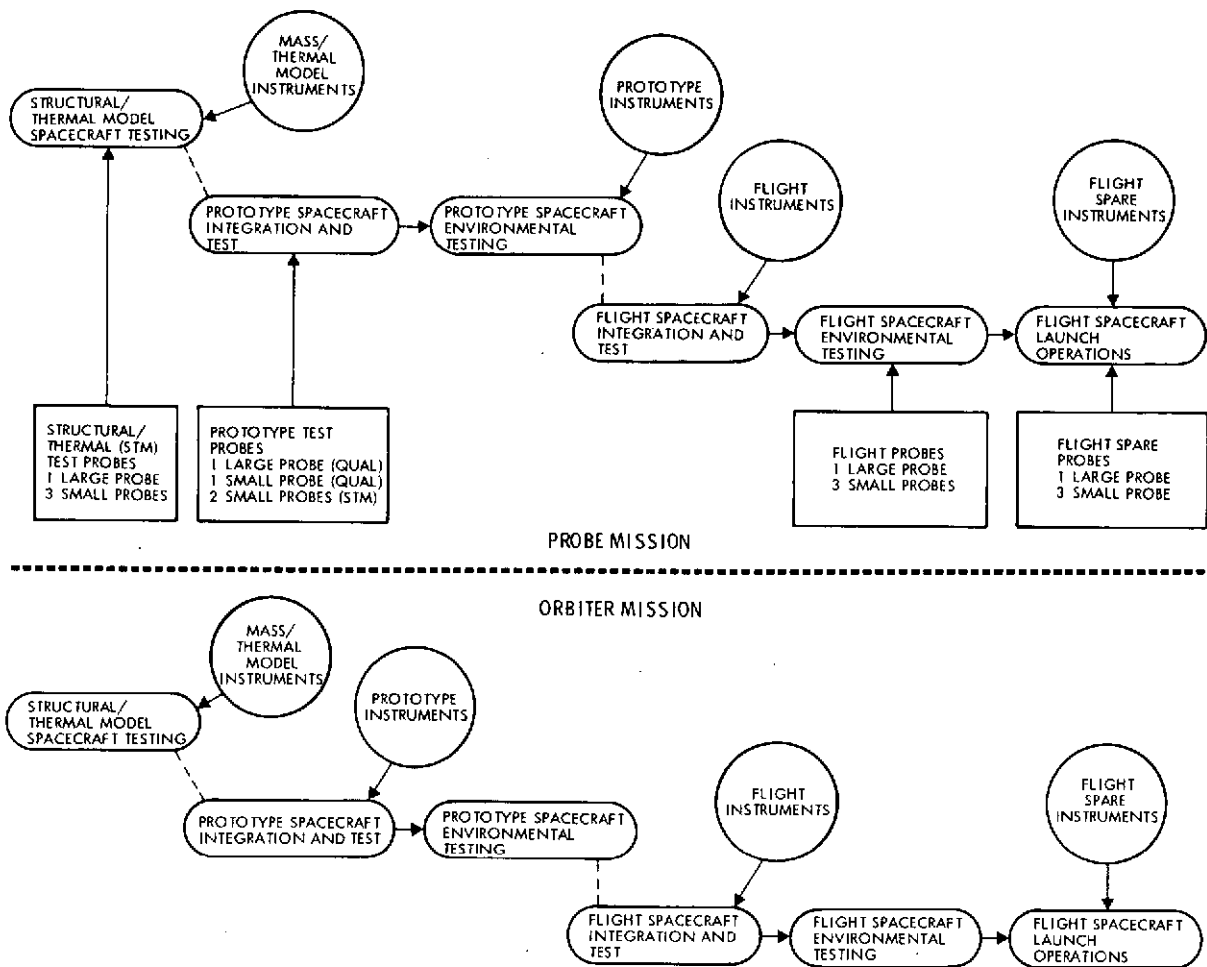 MASS/
THERMAL
MODEL
INSTRUMENTS
STRUCTURAL/
THERMAL MODEL
SPACECRAFT TESTING
PROTOTYPE
INSTRUMENTS
FLIGHT
INSTRUMENTS
FLIGHT
SPARE
INSTRUMENTS
PROTOTYPE SPACECRAFT
INTEGRATION AND
TEST
PROTOTYPE SPACECRAFT
ENVIRONMENTAL
TESTING
FLIGHT SPACECRAFT
INTEGRATION AND
TEST
FLIGHT SPACECRAFT
ENVIRONMENTAL
TESTING
FLIGHT SPACECRAFT
LAUNCH
OPERATIONS
STRUCTURAL/
THERMAL (STM)
TEST PROBES
1 LARGE PROBE
3 SMALL PROBES
PROTOTYPE TEST
PROBES
1 LARGE PROBE (QUAL)
1 SMALL PROBE (QUAL)
2 SMALL PROBES (STM)
FLIGHT PROBES
1 LARGE PROBE
3 SMALL PROBES
FLIGHT SPARE
PROBES
1 LARGE PROBE
3 SMALL PROBE
PROBE MISSION
ORBITER MISSION
MASS/
THERMAL
MODEL
INSTRUMENTS
STRUCTURAL/
THERMAL MODEL
SPACECRAFT TESTING
PROTOTYPE
INSTRUMENTS
FLIGHT
INSTRUMENTS
FLIGHT
SPARE
INSTRUMENTS
PROTOTYPE SPACECRAFT
INTEGRATION AND TEST
PROTOTYPE SPACECRAFT
ENVIRONMENTAL
TESTING
FLIGHT SPACECRAFT
INTEGRATION AND
TEST
FLIGHT SPACECRAFT
ENVIRONMENTAL
TESTING
FLIGHT SPACECRAFT
LAUNCH
OPERATIONS